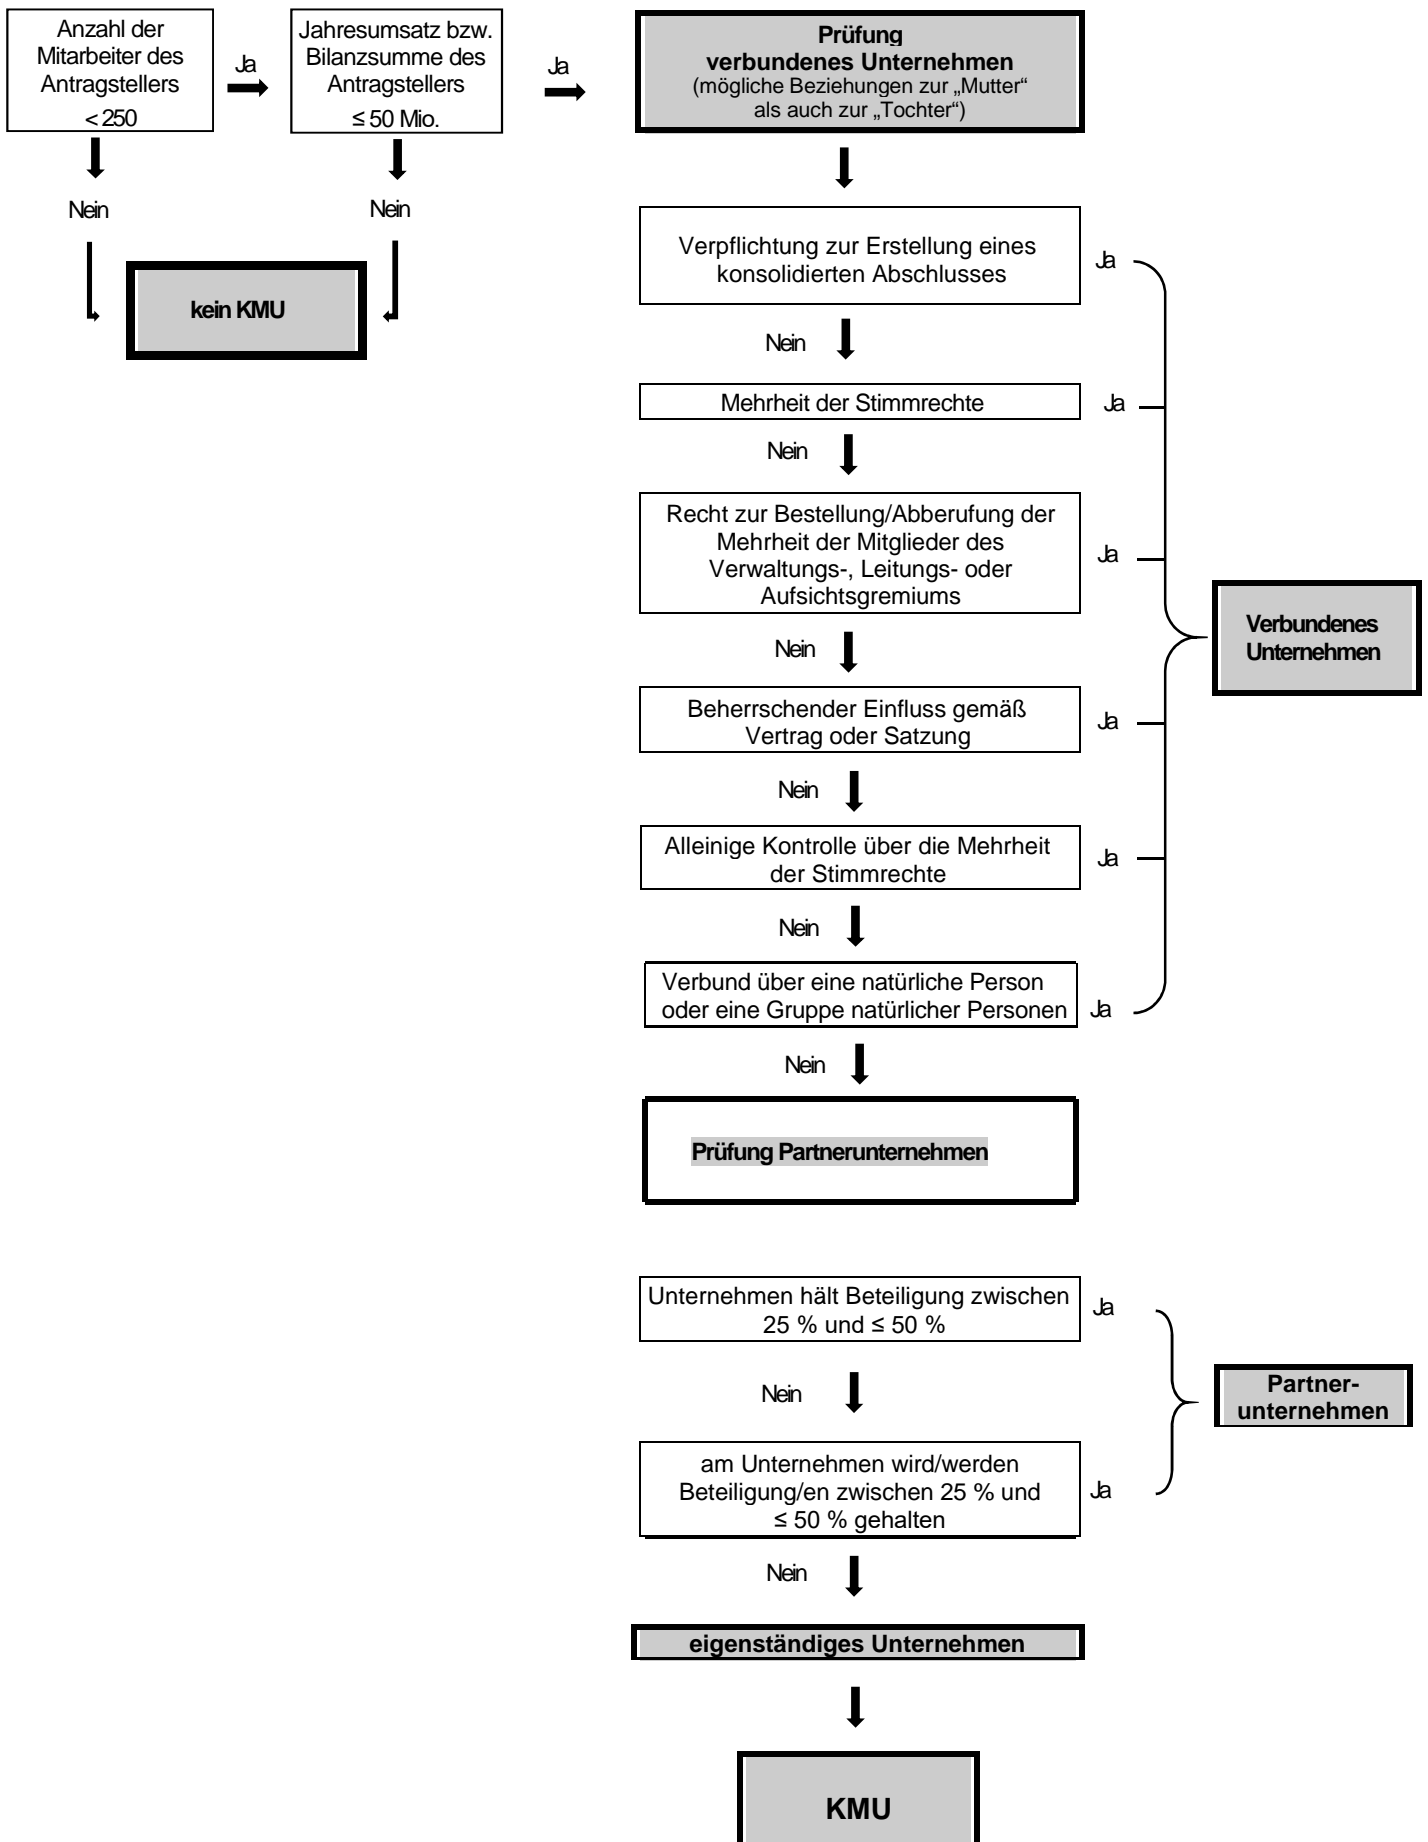 Anzahl der
Mitarbeiter des
Antragstellers
< 250
Ja
Jahresumsatz bzw.
Bilanzsumme des
Antragstellers
≤ 50 Mio.
Ja
Prüfung
verbundenes Unternehmen
(mögliche Beziehungen zur „Mutter“
als auch zur „Tochter“)
Nein
Nein
kein KMU
Verpflichtung zur Erstellung eines
konsolidierten Abschlusses
Ja
Nein
Mehrheit der Stimmrechte
Ja
Nein
Recht zur Bestellung/Abberufung der
Mehrheit der Mitglieder des
Verwaltungs-, Leitungs- oder
Aufsichtsgremiums
Ja
Nein
Verbundenes
Unternehmen
Beherrschender Einfluss gemäß
Vertrag oder Satzung
Ja
Nein
Alleinige Kontrolle über die Mehrheit
der Stimmrechte
Ja
Nein
Verbund über eine natürliche Person
oder eine Gruppe natürlicher Personen
Ja
Nein
Prüfung Partnerunternehmen
Unternehmen hält Beteiligung zwischen
25 % und ≤ 50 %
Ja
Nein
Partner-
unternehmen
am Unternehmen wird/werden
Beteiligung/en zwischen 25 % und
≤ 50 % gehalten
Ja
Nein
eigenständiges Unternehmen
KMU